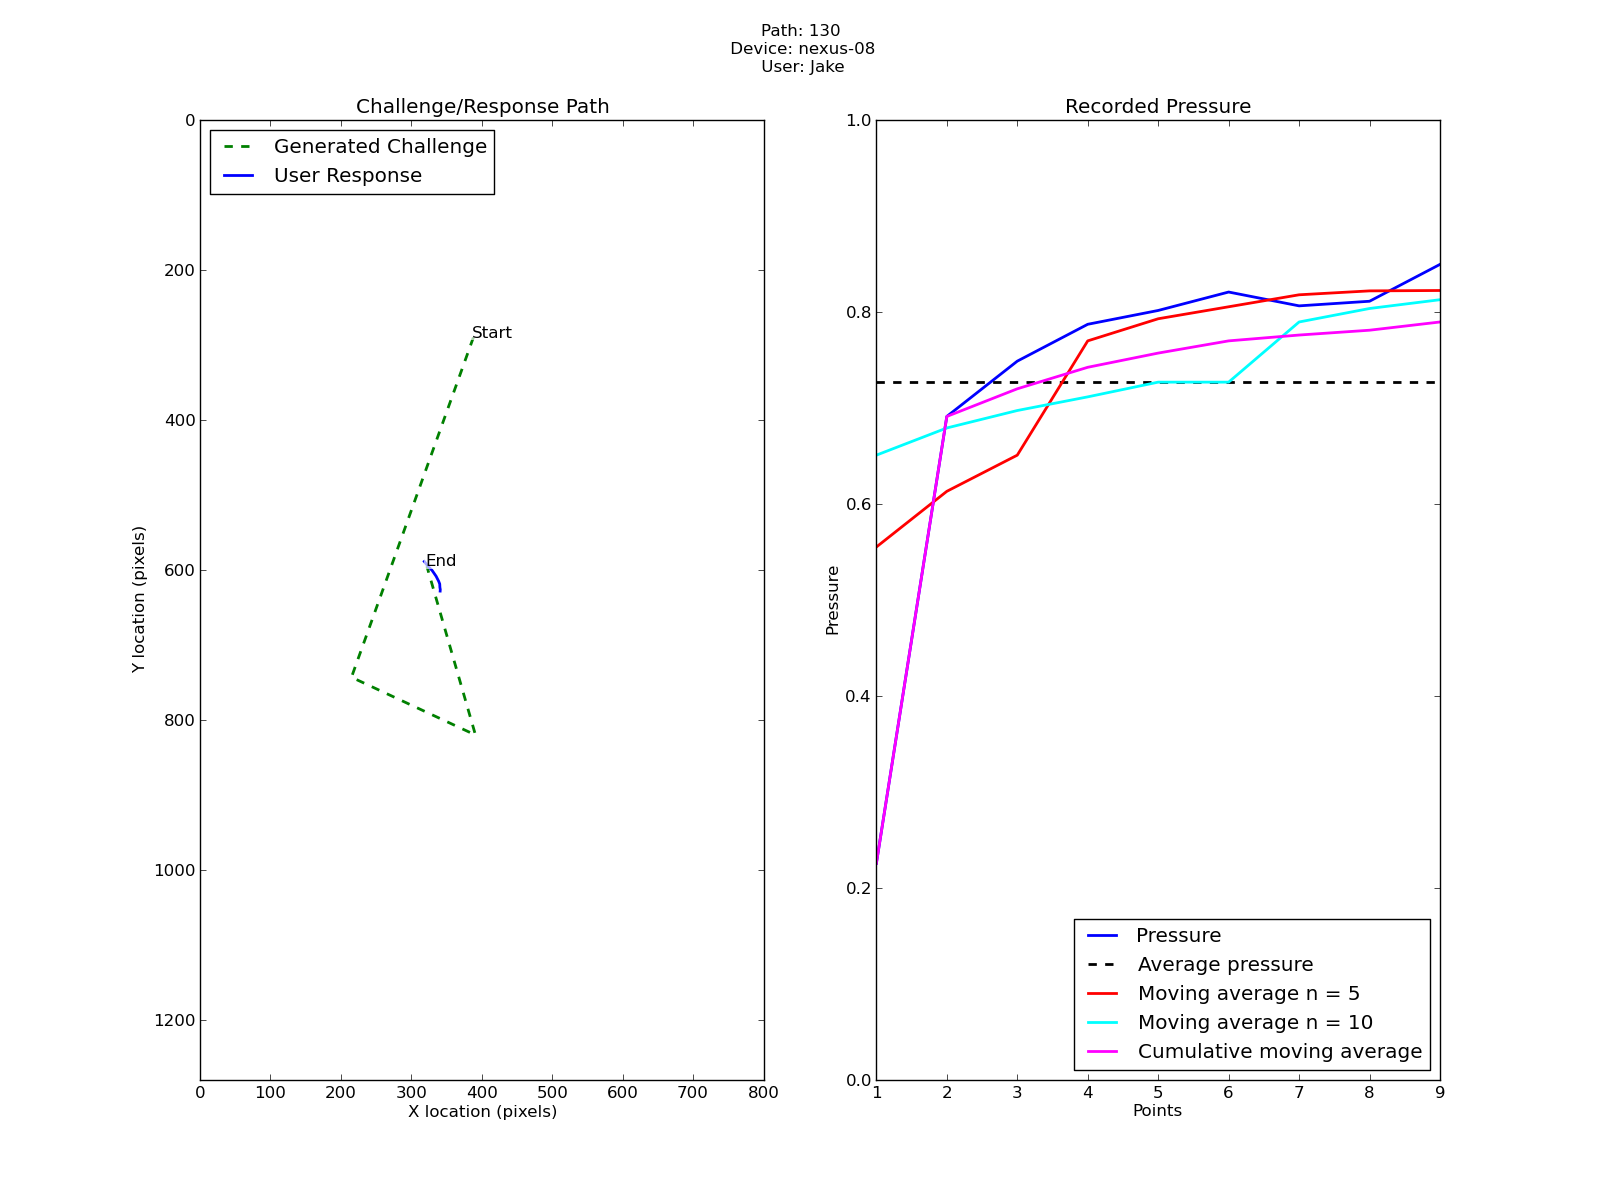 Path: 130
Device: nexus-08
User: Jake
Challenge/Response Path
Generated Challenge
User Response
Start
End
0
200
400
600
800
1000
1200
Y location (pixels)
0 100 200 300 400 500 600 700 800
X location (pixels)
Recorded Pressure
1.0
0.8
0.6
0.4
0.2
0.0
Pressure
Pressure
Average pressure
Moving average n = 5
Moving average n = 10
Cumulative moving average
1 2 3 4 5 6 7 8 9
Points